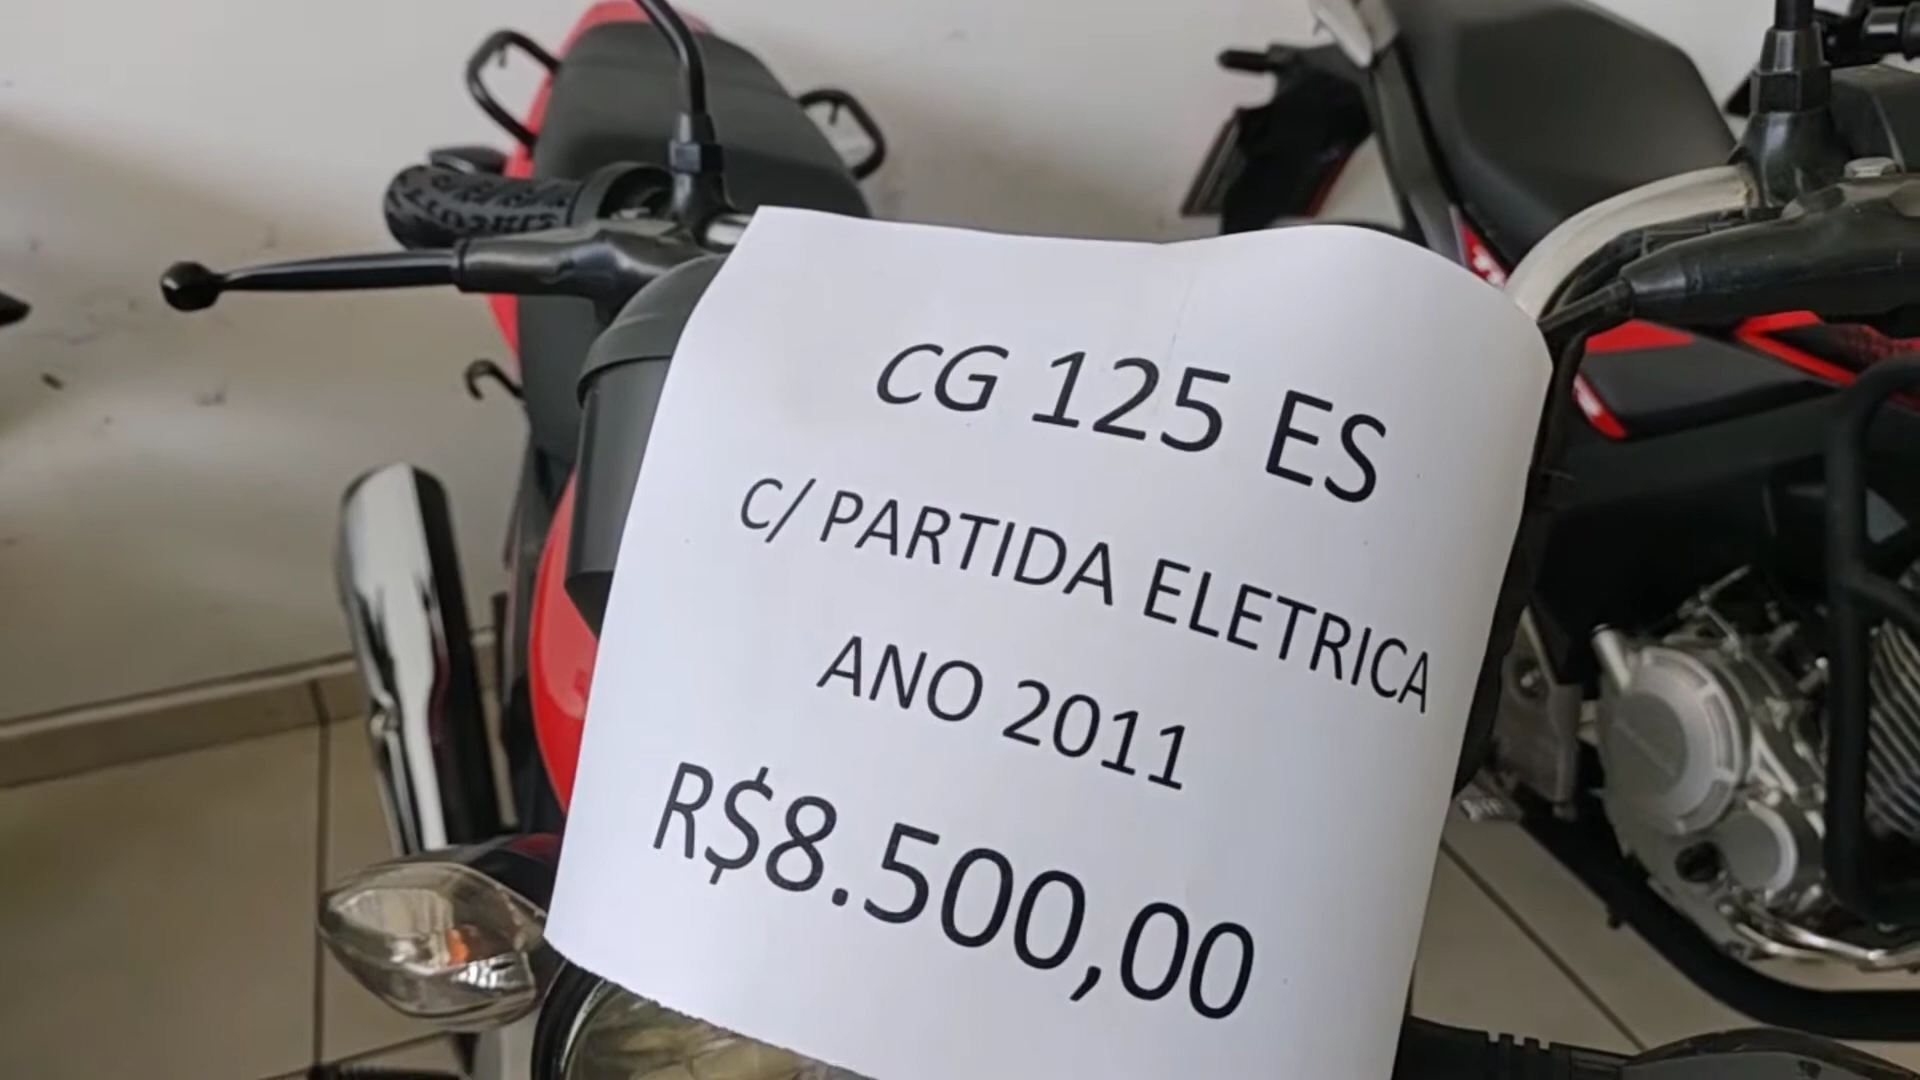 CG 125 ES
C/ PARTIDA ELETRICA
ANO 2011
R$8.500,00